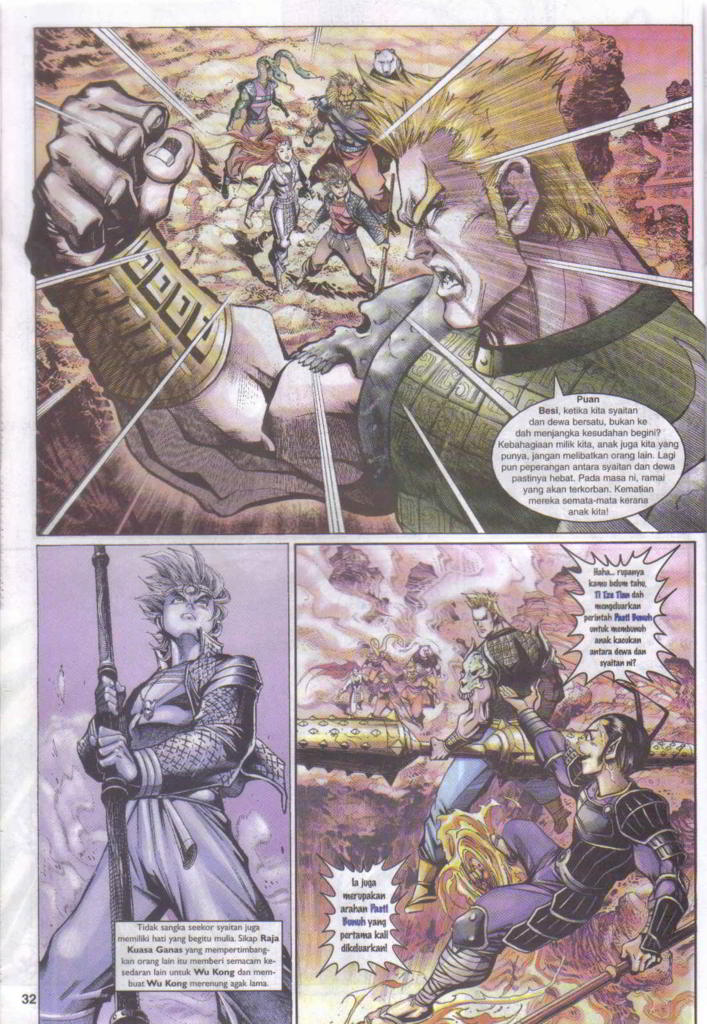 Puan
Besi, ketika kita syaitan
dan dewa bersatu, bukan ke
dah menjangka kesudahan begini?
Kebahagiaan milik kita, anak juga kita yang
punya, jangan melibatkan orang lain. Lagi
pun peperangan antara syaitan dan dewa
pastinya hebat. Pada masa ni, ramai
yang akan terkorban. Kematian
mereka semata-mata kerana
anak kita!
Tidak sangka seekor syaitan juga
memiliki hati yang begitu mulia. Sikap Raja
Kuasa Ganas yang mempertimbang-
kan orang lain itu memberi semacam ke-
sedaran lain untuk Wu Kong dan mem-
buat Wu Kong merenung agak lama.
Haha... rupanya
kamu belum tahu,
Ti Tze Tian dah
mengeluarkan
perintah Pasti Bunuh
untuk membunuh
anak kacukan
antara dewa dan
syaitan ni?
Ia juga
merupakan
arahan Pasti
Bunuh yang
pertama kali
dikeluarkan!
32